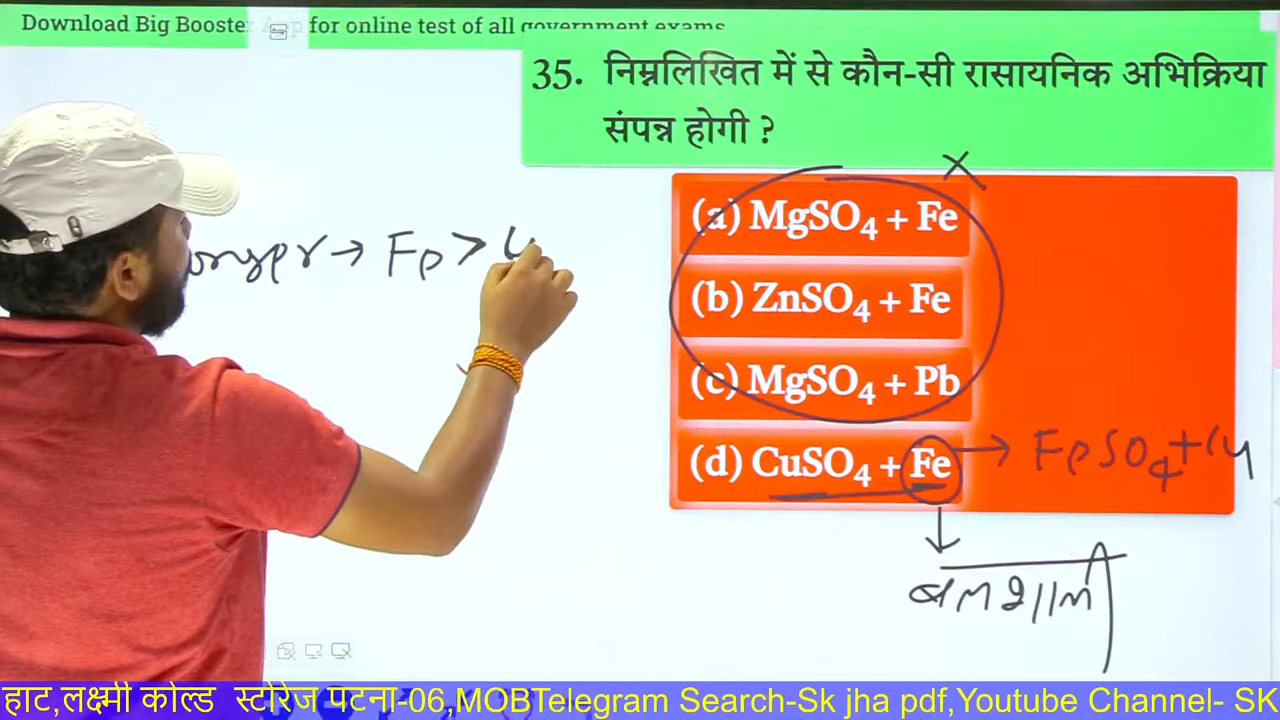 Download Big Booster App for online test of all government exams
35. निम्नलिखित में से कौन-सी रासायनिक अभिक्रिया
संपन्न होगी ?
(a) MgSO4 + Fe
(b) ZnSO4 + Fe
(c) MgSO4 + Pb
(d) CuSO4 + Fe → FeSO4 + Cu
बलशाली
→ Fe >
हाट,लक्ष्मी कोल्ड स्टोरेज पटना-06,MOBTelegram Search-Sk jha pdf,Youtube Channel- SK